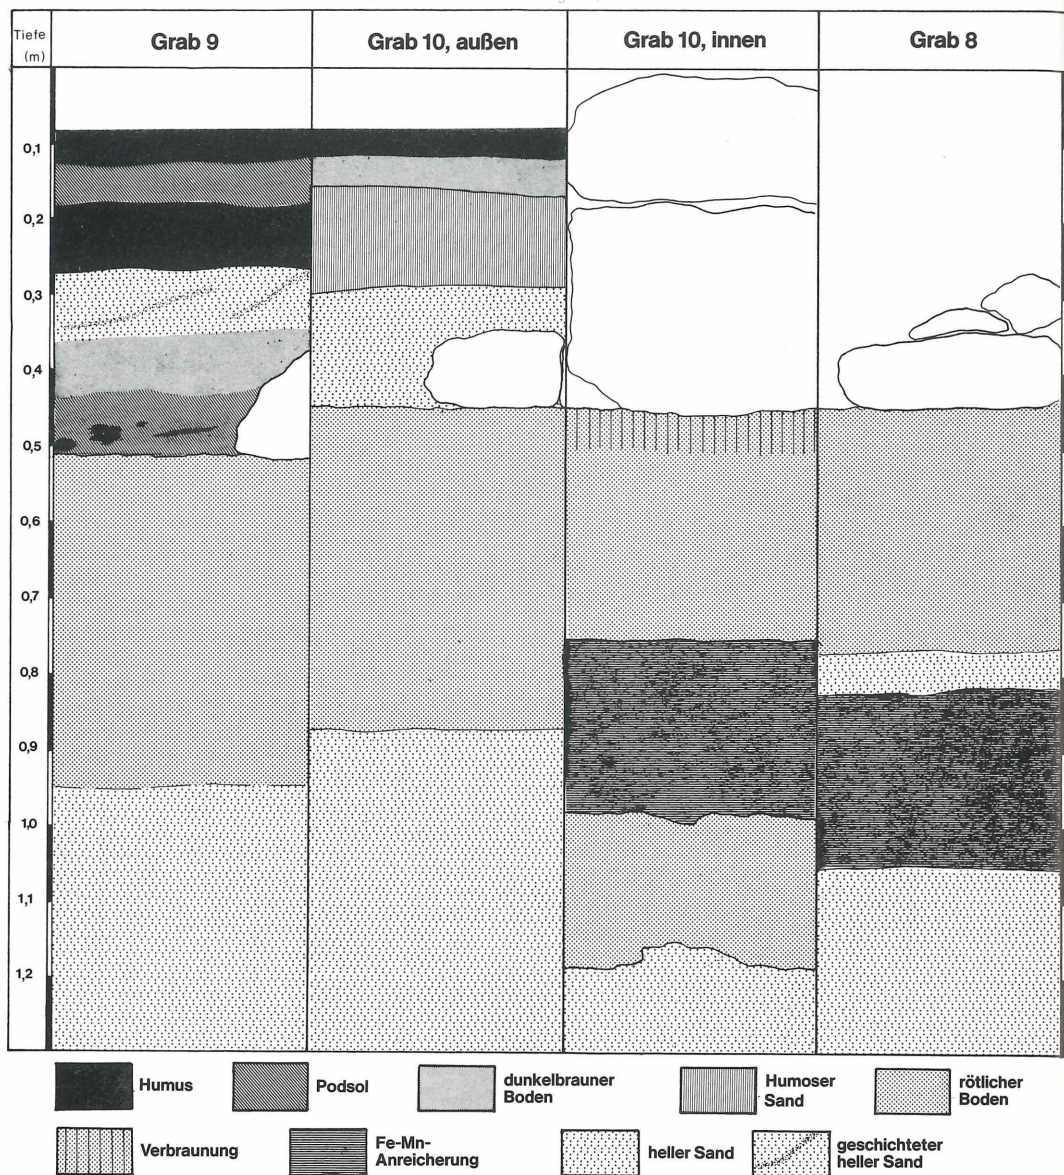 Tiefe
(m)
Grab 9
Grab 10, außen
Grab 10, innen
Grab 8
0,1
0,2
0,3
0,4
0,5
0,6
0,7
0,8
0,9
1,0
1,1
1,2
Humus
Podsol
dunkelbrauner
Boden
Humoser
Sand
rötlicher
Boden
Verbraunung
Fe-Mn-
Anreicherung
heller Sand
geschichteter
heller Sand